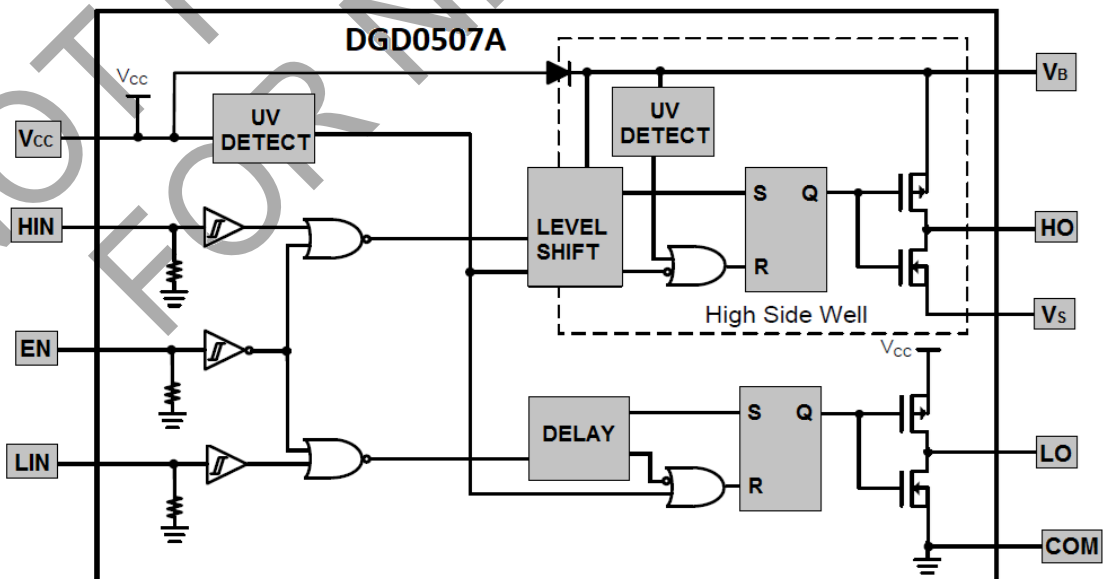 DGD0507A
VCC
VB
UV
DETECT
UV
DETECT
VCC
HIN
LEVEL
SHIFT
S
Q
R
HO
High Side Well
VS
EN
VCC
LIN
DELAY
S
Q
R
LO
COM